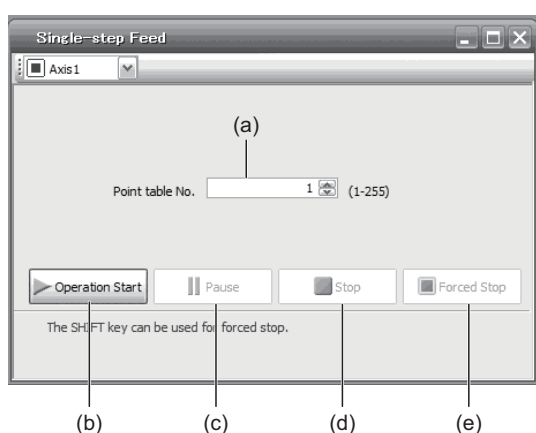 Single-step Feed
Axis1
(a)
Point table No. 1 (1-255)
Operation Start Pause Stop Forced Stop
The SHIFT key can be used for forced stop.
(b) (c) (d) (e)